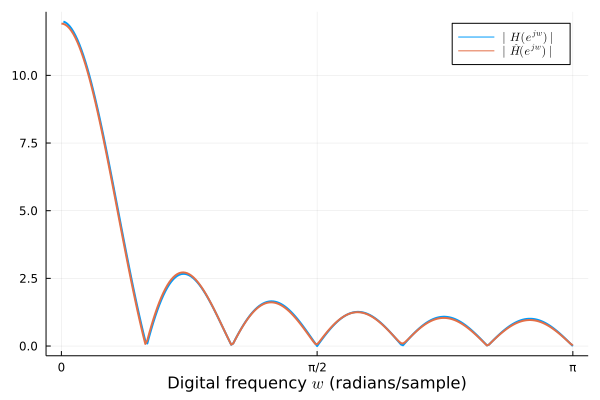 | H(e^{jw}) |
| Ĥ(e^{jw}) |
10.0
7.5
5.0
2.5
0.0
0 π/2 π
Digital frequency w (radians/sample)